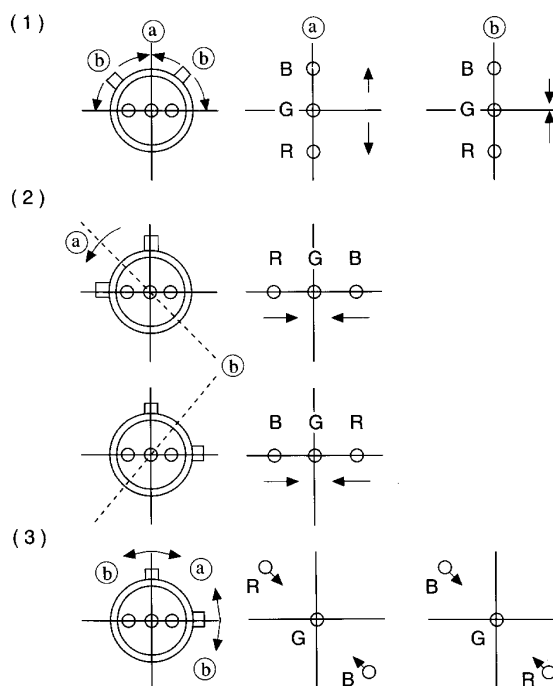 (1)
ⓐ ⓐ ⓑ
ⓑ ⓑ B B
G G
R R
(2)
ⓐ R G B
ⓑ
B G R
(3)
ⓑ ⓐ R B
G G
ⓑ B R